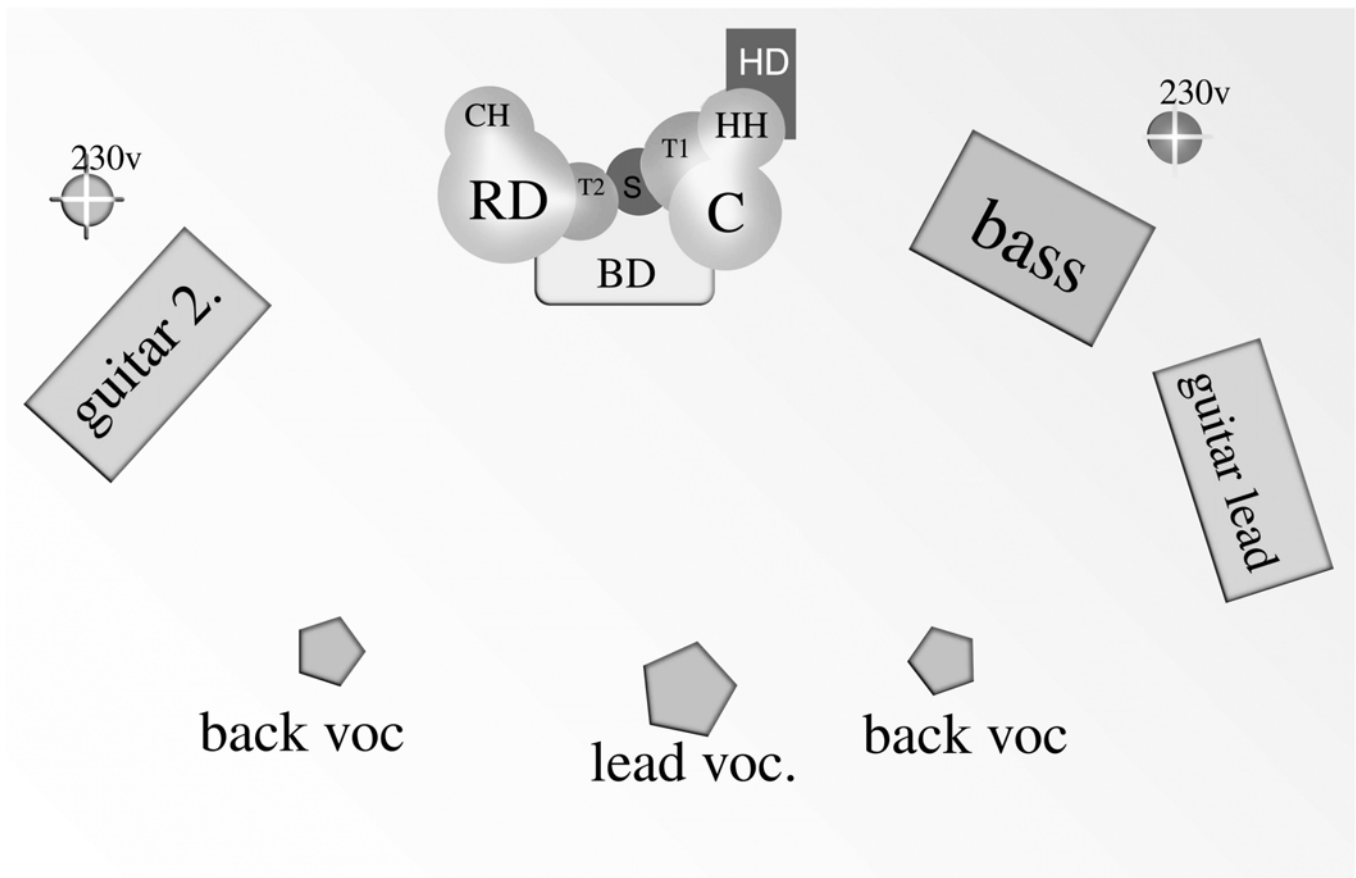 HD
230v
CH
HH
T1
230v
T2
S
RD
C
bass
BD
guitar 2.
guitar lead
back voc
lead voc.
back voc